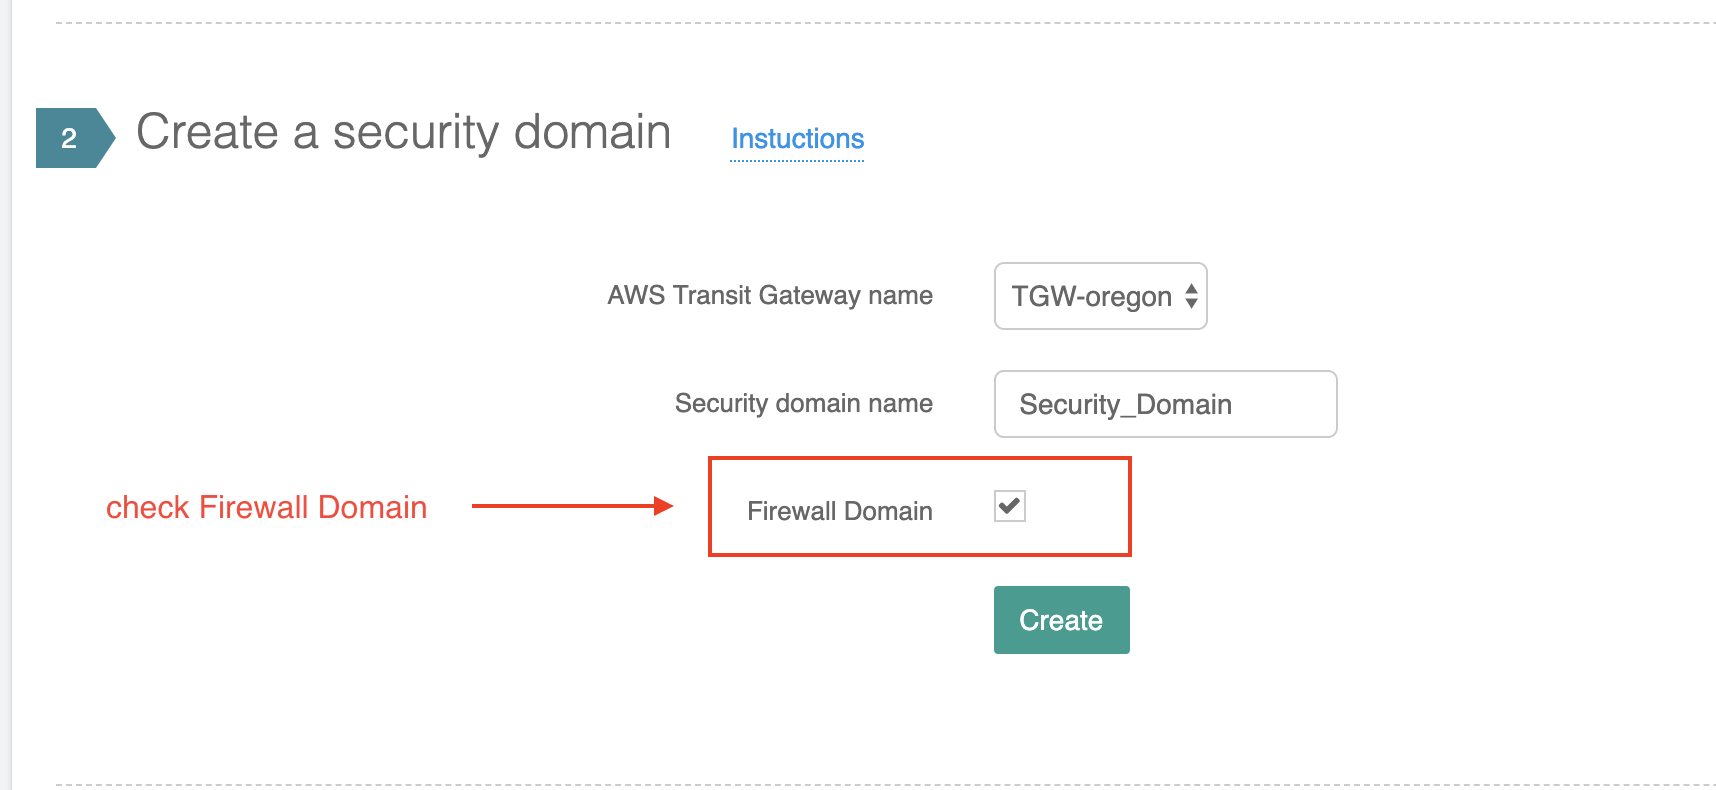 2
Create a security domain
Instuctions
AWS Transit Gateway name
TGW-oregon
Security domain name
Security_Domain
check Firewall Domain
Firewall Domain
Create